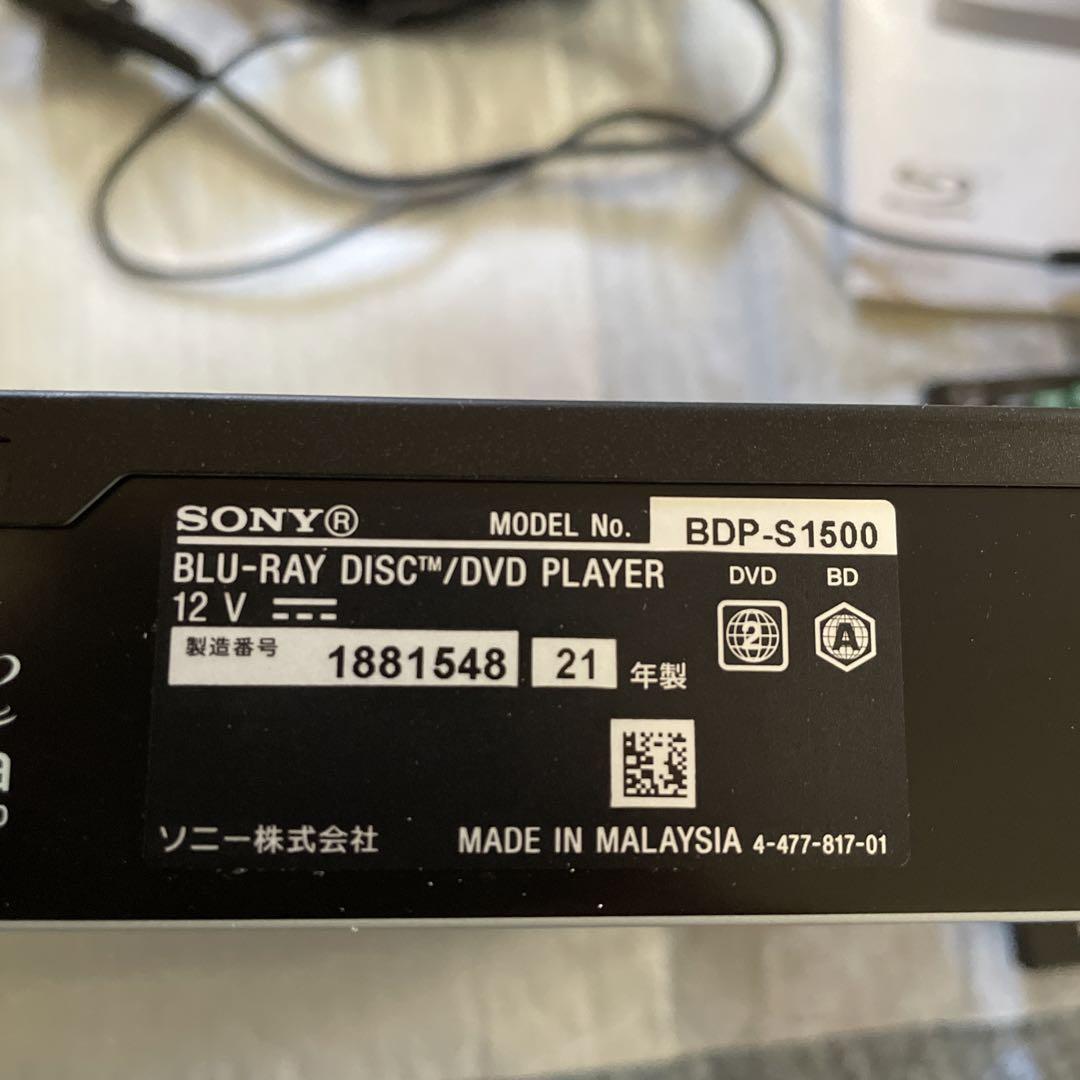 SONY® MODEL No. BDP-S1500
BLU-RAY DISC™/DVD PLAYER DVD BD
12 V
2 A
製造番号 1881548 21 年製
ソニー株式会社 MADE IN MALAYSIA 4-477-817-01